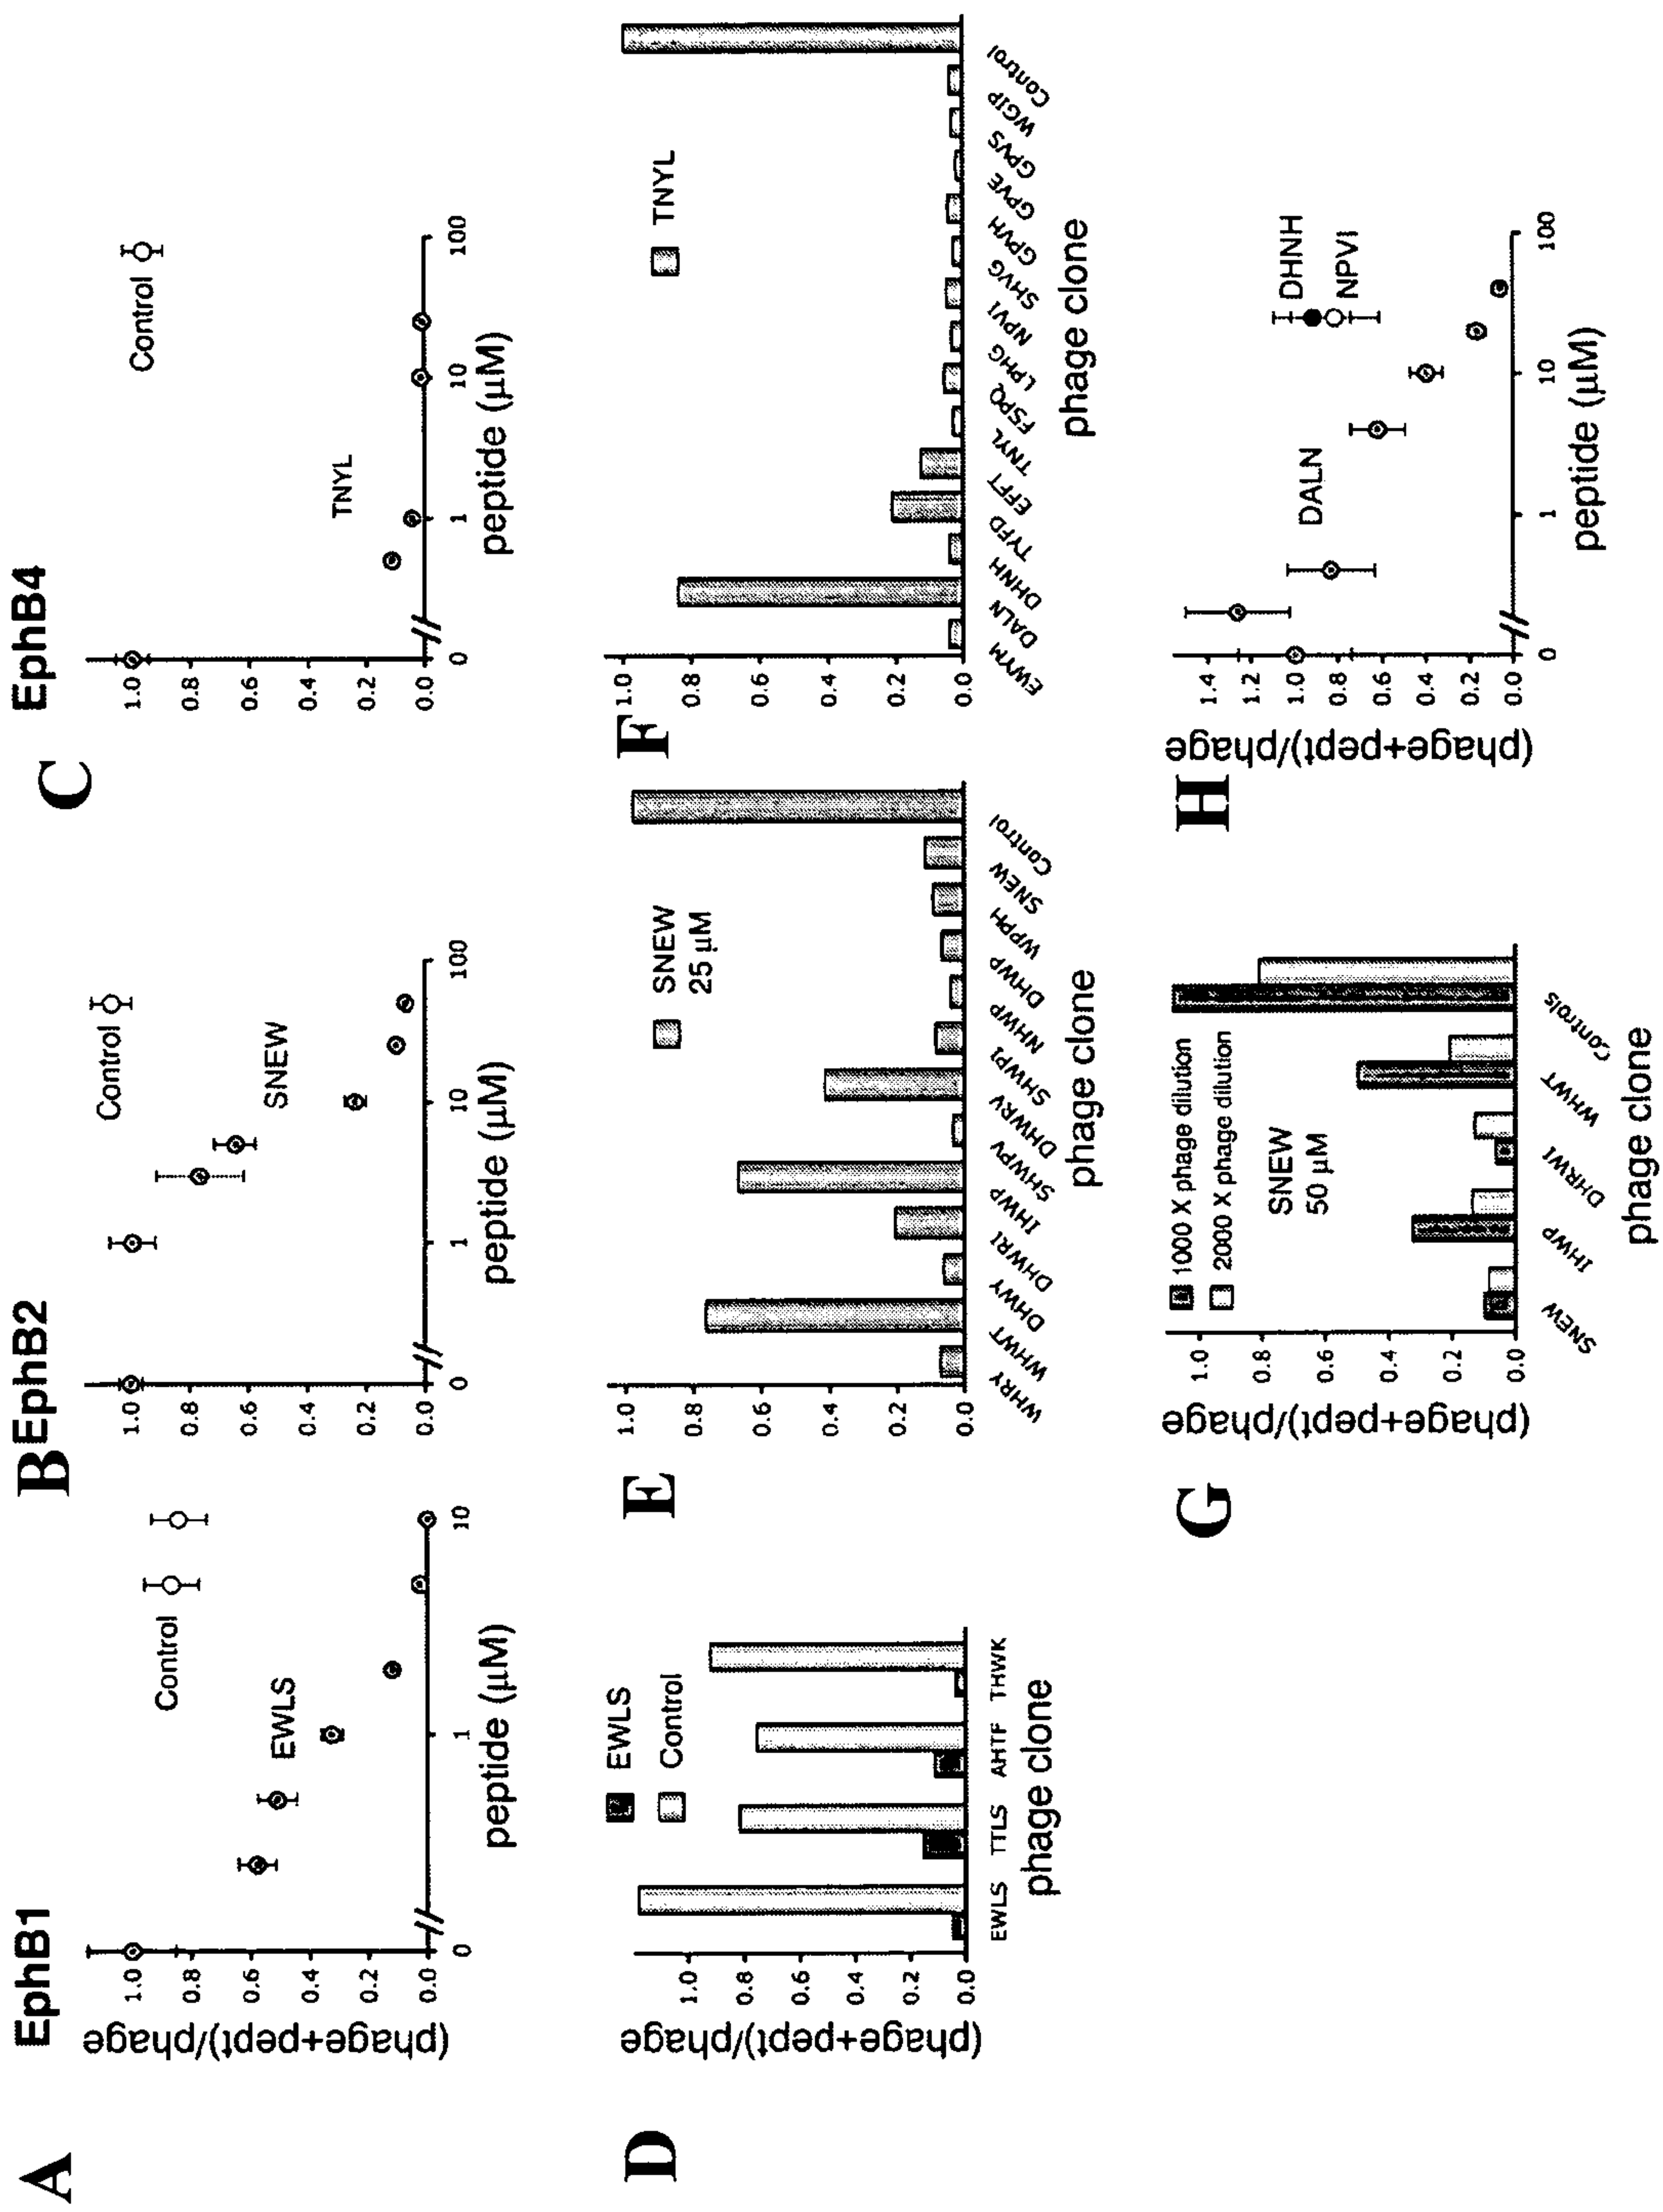 A
EphB1
(phage+pept)/phage
1.0
0.8
0.6
0.4
0.2
0.0
Control
EWLS
0
1
10
peptide (μM)
B
EphB2
1.0
0.8
0.6
0.4
0.2
0.0
Control
SNEW
0
1
10
100
peptide (μM)
C
EphB4
1.0
0.8
0.6
0.4
0.2
0.0
Control
TNYL
0
1
10
100
peptide (μM)
D
(phage+pept)/phage
1.0
0.8
0.6
0.4
0.2
0.0
EWLS
Control
EWLS
TTLS
AHTF
THWK
phage clone
E
1.0
0.8
0.6
0.4
0.2
0.0
SNEW
25 μM
WHRY
WHWT
DHWY
DHWRI
IHWP
SHWPV
DHWRV
SHWPI
NHWP
DHWP
WPPH
SNEW
Control
phage clone
F
1.0
0.8
0.6
0.4
0.2
0.0
TNYL
EWYM
DALN
DHNH
TYFD
EFFT
TNYL
FSPQ
LPHG
NPVI
SHVG
GPVH
GPVE
GPVS
WGIP
Control
phage clone
G
(phage+pept)/phage
1.0
0.8
0.6
0.4
0.2
0.0
1000 X phage dilution
2000 X phage dilution
SNEW
50 μM
SNEW
IHWP
DHRWI
WHWT
Controls
phage clone
H
(phage+pept)/phage
1.4
1.2
1.0
0.8
0.6
0.4
0.2
0.0
DALN
DHNH
NPVI
0
1
10
100
peptide (μM)